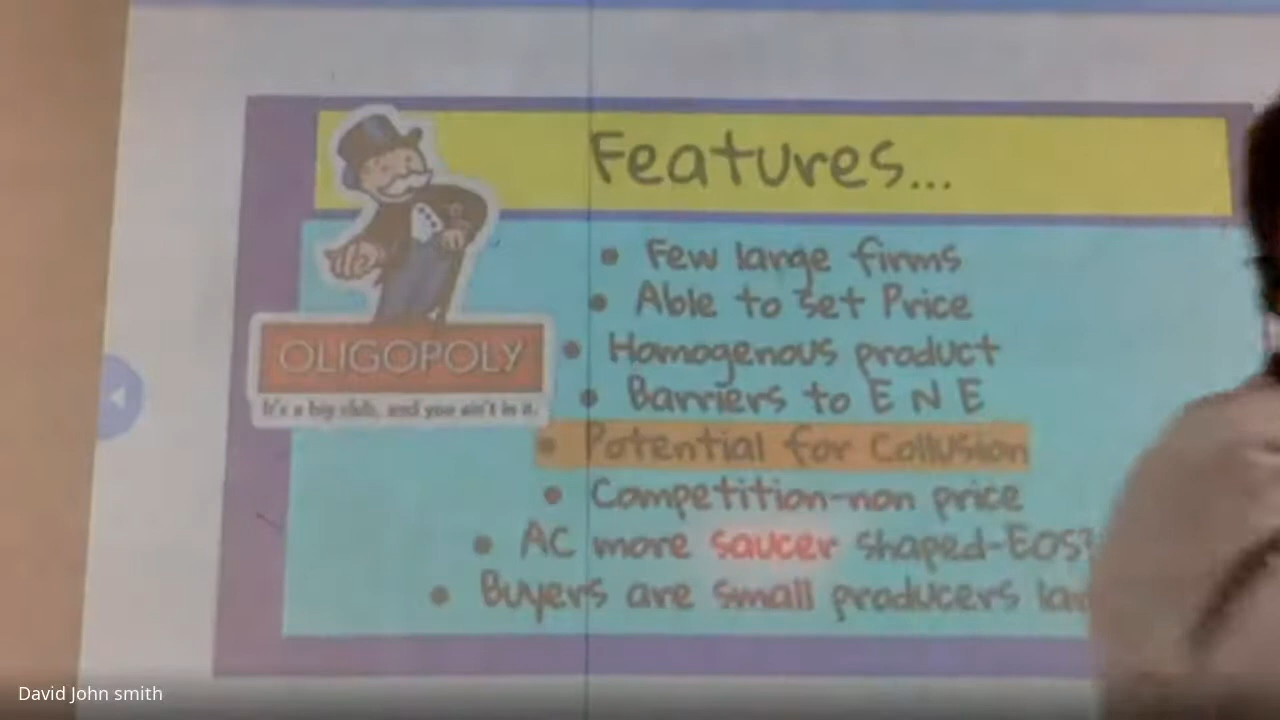 Features...
OLIGOPOLY
It's a big club, and you ain't in it.
• Few large firms
• Able to set Price
• Homogenous product
• Barriers to E N E
• Potential for Collusion
• Competition-non price
• AC more saucer shaped-EOS?
• Buyers are small producers
David John smith